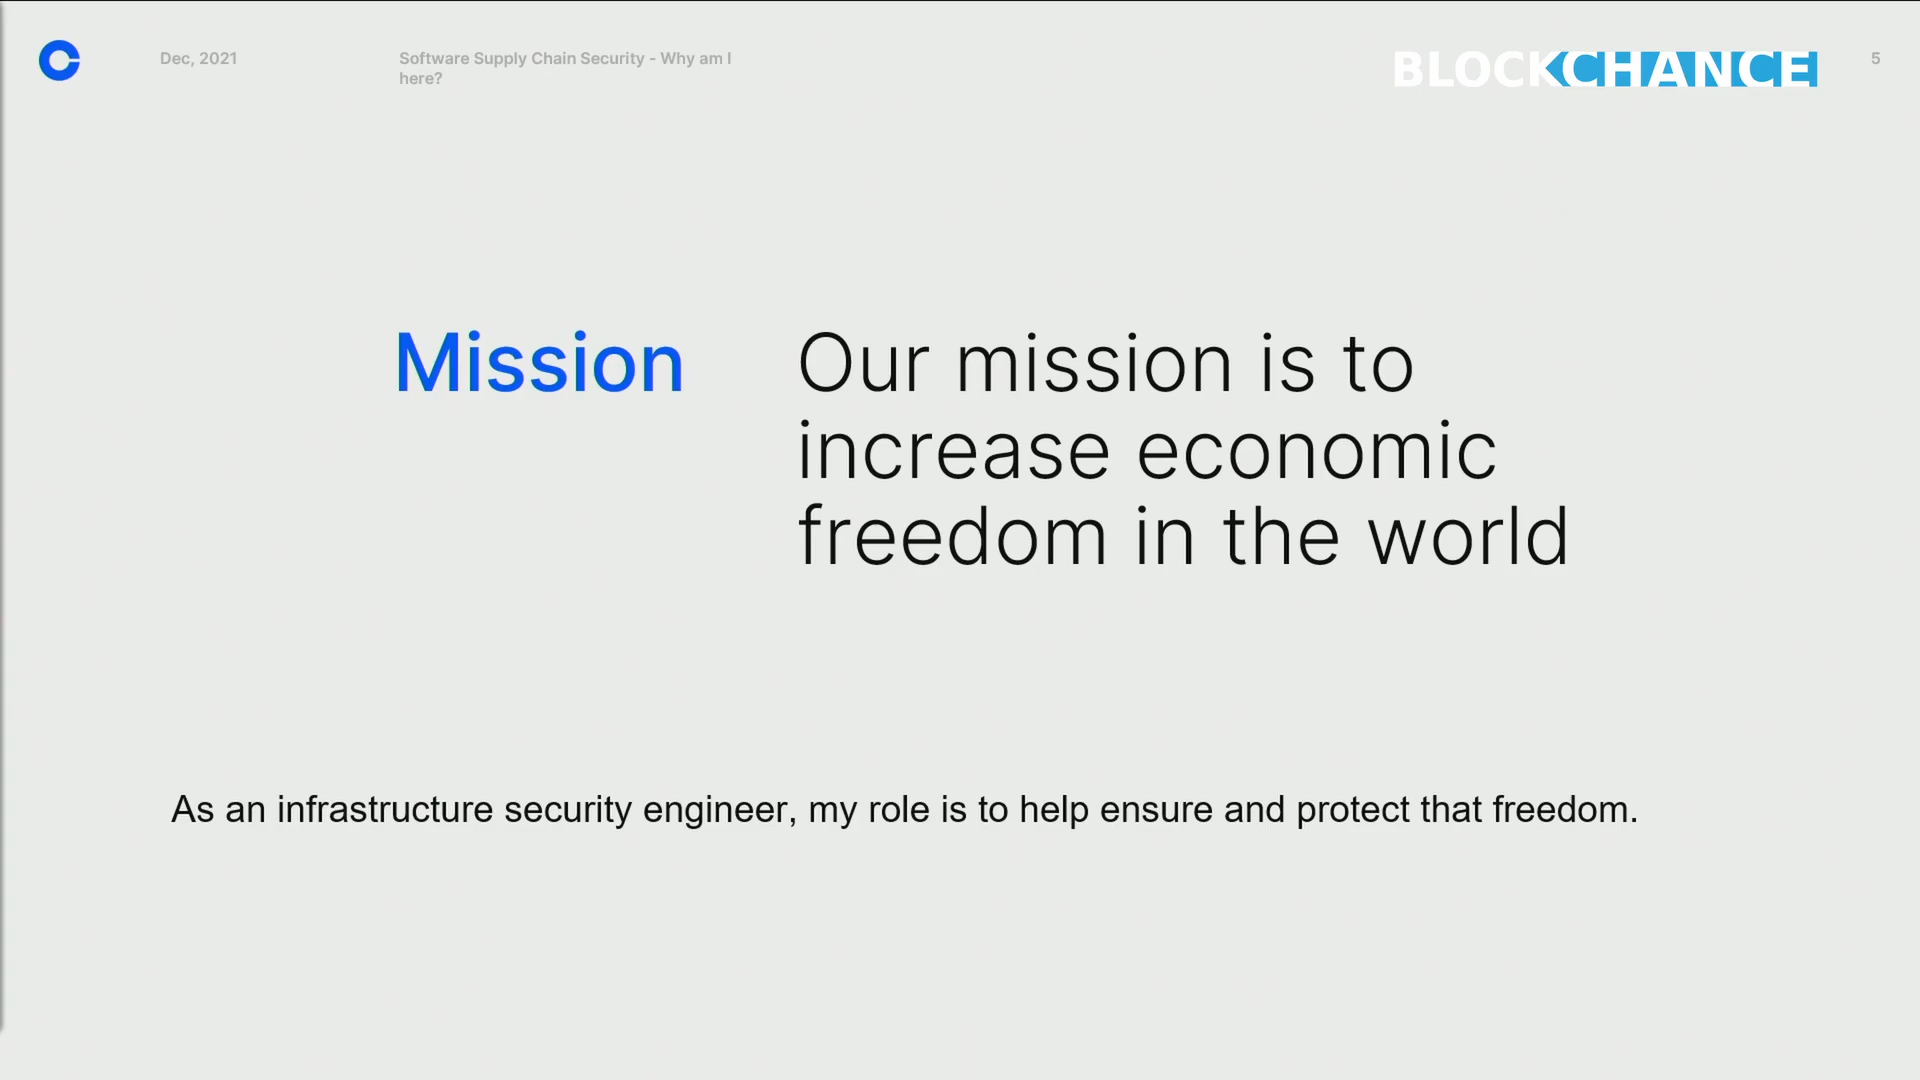 Dec, 2021
Software Supply Chain Security - Why am I
here?
BLOCKCHANCE
5
Mission
Our mission is to
increase economic
freedom in the world
As an infrastructure security engineer, my role is to help ensure and protect that freedom.